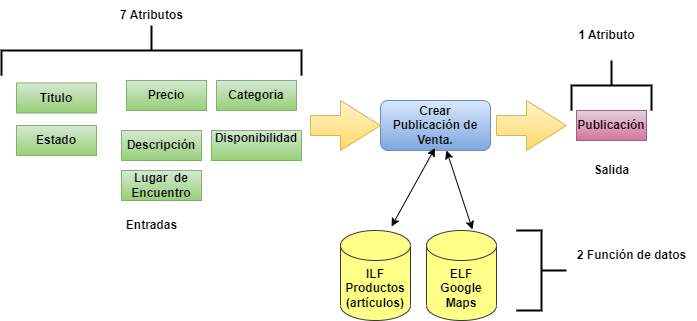 7 Atributos
1 Atributo
Titulo
Precio
Categoria
Estado
Descripción
Disponibilidad
Lugar de
Encuentro
Entradas
Crear
Publicación de
Venta.
Publicación
Salida
ILF
Productos
(artículos)
ELF
Google
Maps
2 Función de datos